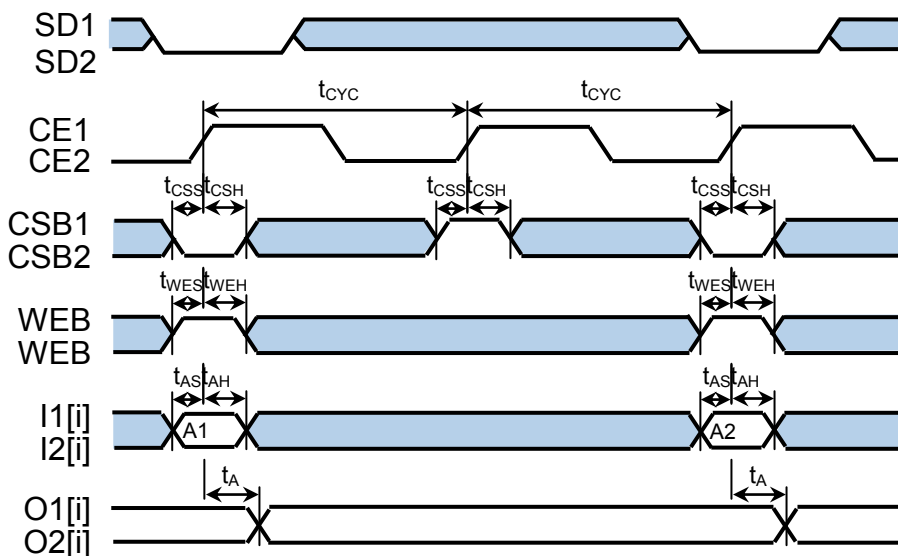 SD1
SD2
tCYC tCYC
CE1
CE2
tCSS tCSH tCSS tCSH tCSS tCSH
CSB1
CSB2
tWES tWEH tWES tWEH
WEB
WEB
tAS tAH tAS tAH
I1[i]
A1 A2
I2[i]
tA tA
O1[i]
O2[i]